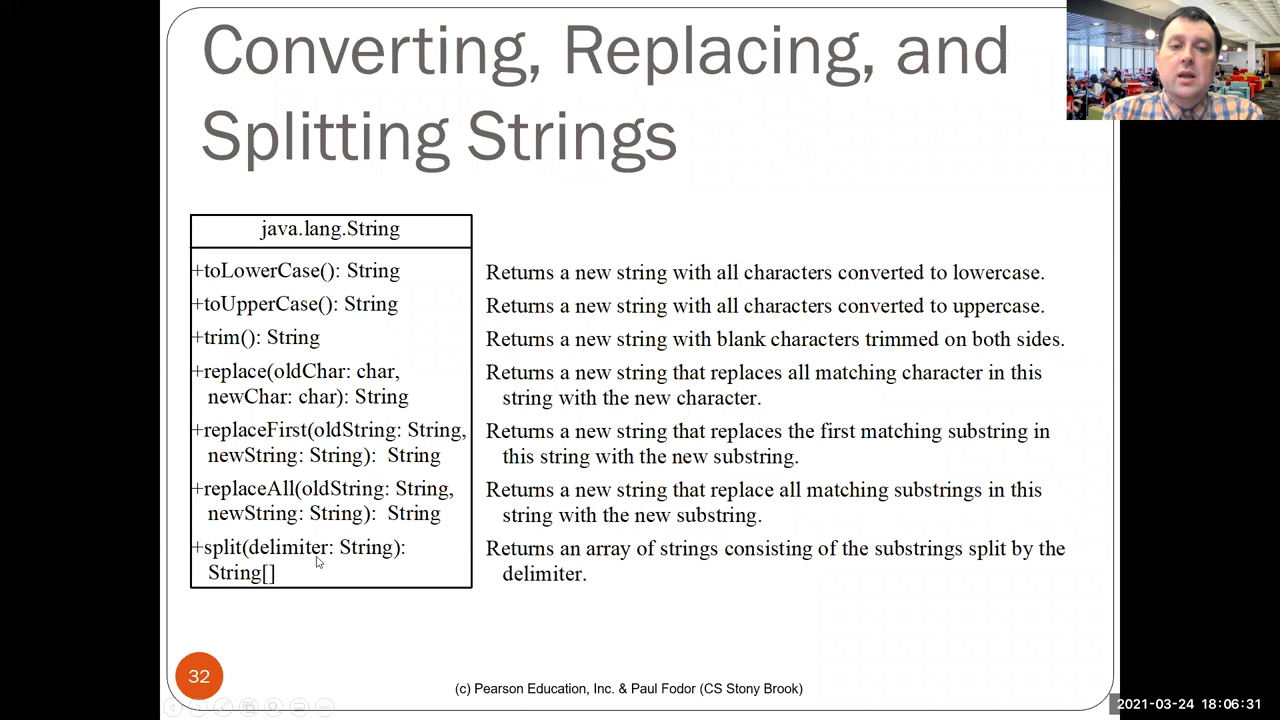 Converting, Replacing, and
Splitting Strings
java.lang.String
+toLowerCase(): String
Returns a new string with all characters converted to lowercase.
+toUpperCase(): String
Returns a new string with all characters converted to uppercase.
+trim(): String
Returns a new string with blank characters trimmed on both sides.
+replace(oldChar: char,
newChar: char): String
Returns a new string that replaces all matching character in this
string with the new character.
+replaceFirst(oldString: String,
newString: String): String
Returns a new string that replaces the first matching substring in
this string with the new substring.
+replaceAll(oldString: String,
newString: String): String
Returns a new string that replace all matching substrings in this
string with the new substring.
+split(delimiter: String):
String[]
Returns an array of strings consisting of the substrings split by the
delimiter.
32
(c) Pearson Education, Inc. & Paul Fodor (CS Stony Brook)
2021-03-24 18:06:31